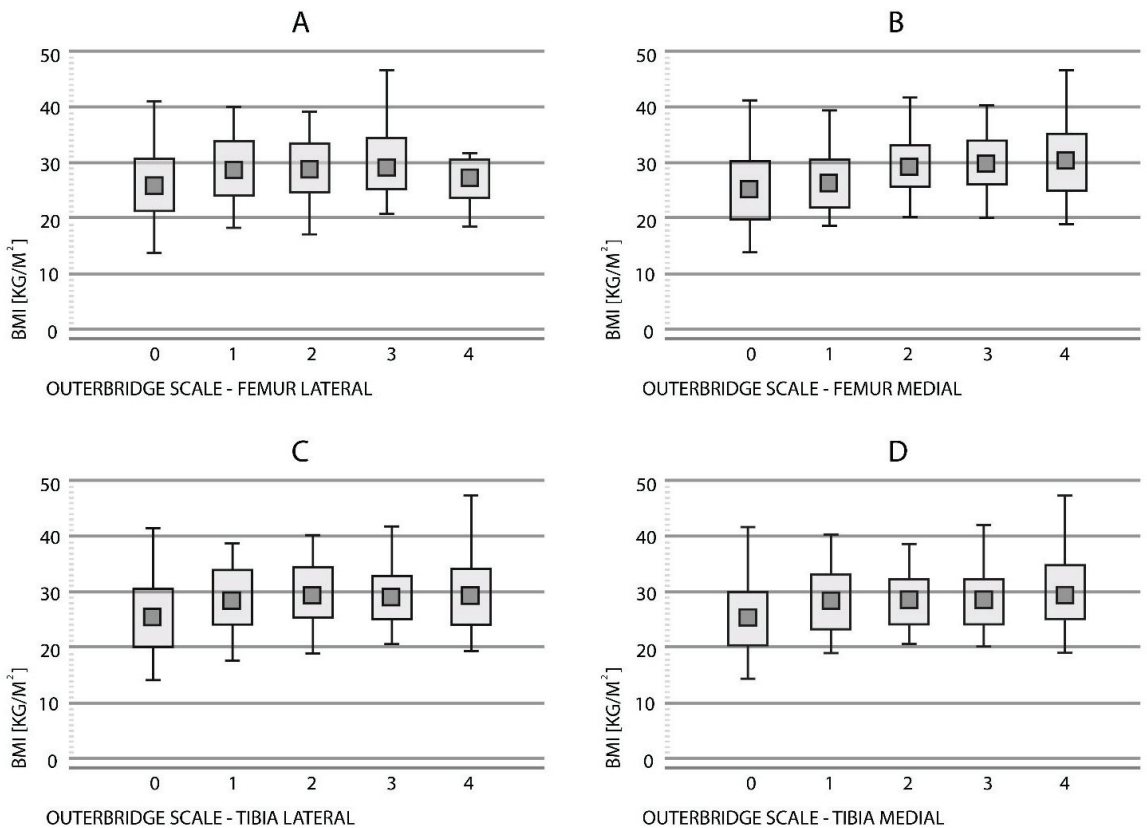 A
50
40
30
20
10
0
BMI [KG/M²]
0 1 2 3 4
OUTERBRIDGE SCALE - FEMUR LATERAL
B
50
40
30
20
10
0
BMI [KG/M²]
0 1 2 3 4
OUTERBRIDGE SCALE - FEMUR MEDIAL
C
50
40
30
20
10
0
BMI [KG/M²]
0 1 2 3 4
OUTERBRIDGE SCALE - TIBIA LATERAL
D
50
40
30
20
10
0
BMI [KG/M²]
0 1 2 3 4
OUTERBRIDGE SCALE - TIBIA MEDIAL